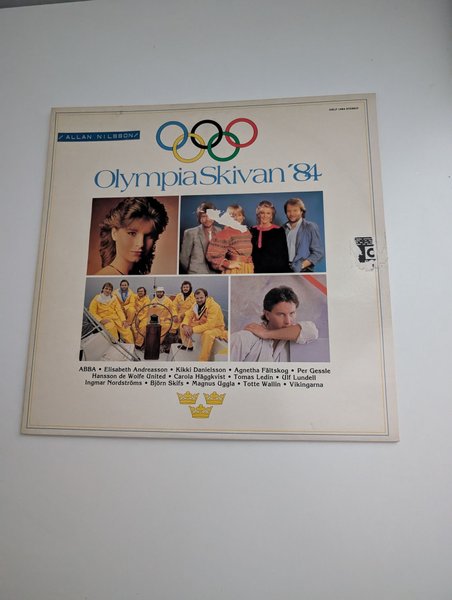 /ALLAN NILSSON/
OlympiaSkivan '84
ABBA • Elisabeth Andreasson • Kikki Danielsson • Agnetha Fältskog • Per Gessle
Hansson de Wolfe United • Carola Häggkvist • Tomas Ledin • Ulf Lundell
Ingmar Nordströms • Björn Skifs • Magnus Uggla • Totte Wallin • Vikingarna